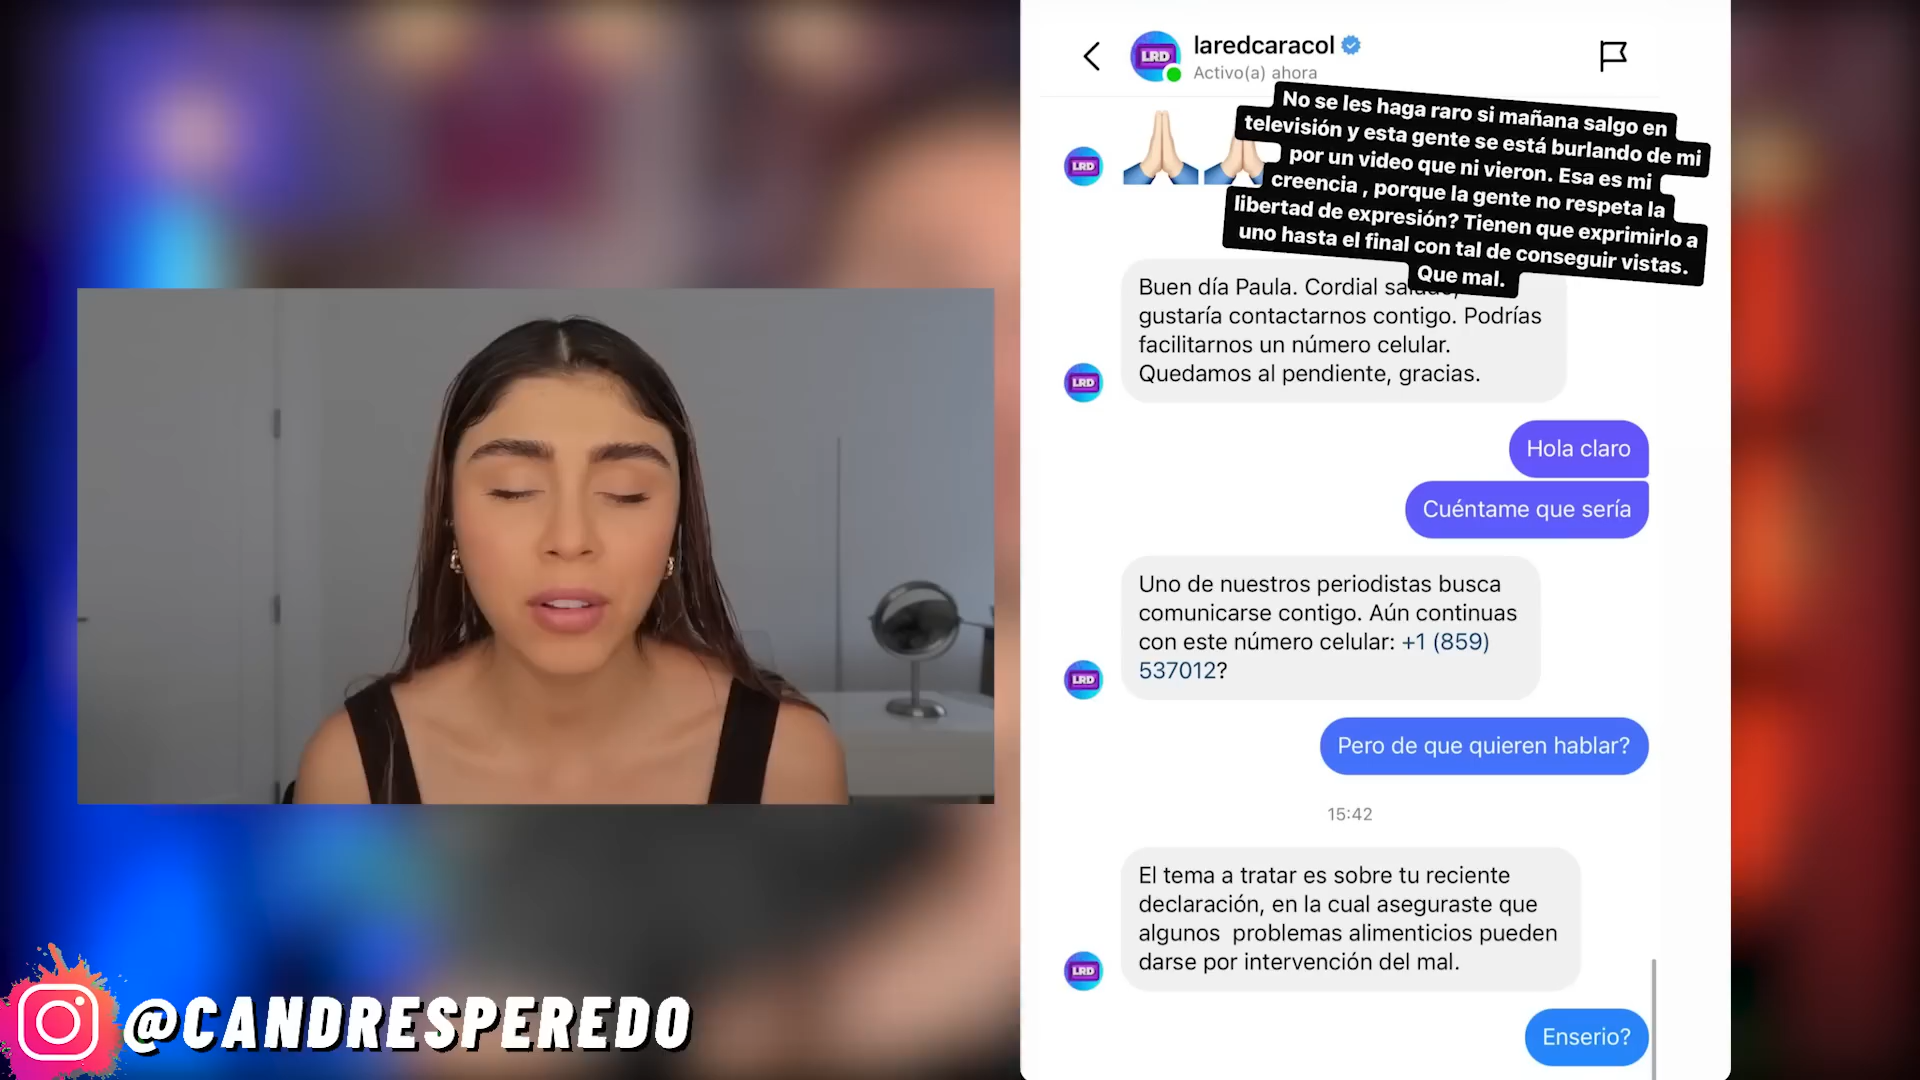 laredcaracol
Activo(a) ahora
LRD
No se les haga raro si mañana salgo en
televisión y esta gente se está burlando de mi
por un video que ni vieron. Esa es mi
creencia , porque la gente no respeta la
libertad de expresión? Tienen que exprimirlo a
uno hasta el final con tal de conseguir vistas.
Que mal.
LRD
Buen día Paula. Cordial
gustaría contactarnos contigo. Podrías
facilitarnos un número celular.
Quedamos al pendiente, gracias.
LRD
Hola claro
Cuéntame que sería
Uno de nuestros periodistas busca
comunicarse contigo. Aún continuas
con este número celular: +1 (859)
537012?
LRD
Pero de que quieren hablar?
15:42
El tema a tratar es sobre tu reciente
declaración, en la cual aseguraste que
algunos problemas alimenticios pueden
darse por intervención del mal.
LRD
Enserio?
@CANDRESPEREDO